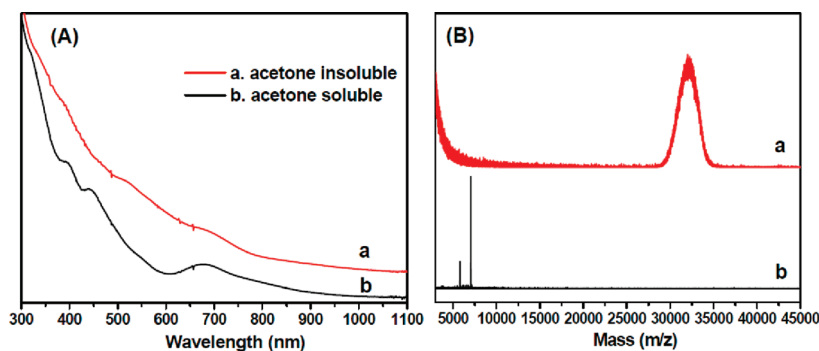 (A)
a. acetone insoluble
b. acetone soluble
a
b
300 400 500 600 700 800 900 1000 1100
Wavelength (nm)
(B)
a
b
5000 10000 15000 20000 25000 30000 35000 40000 45000
Mass (m/z)